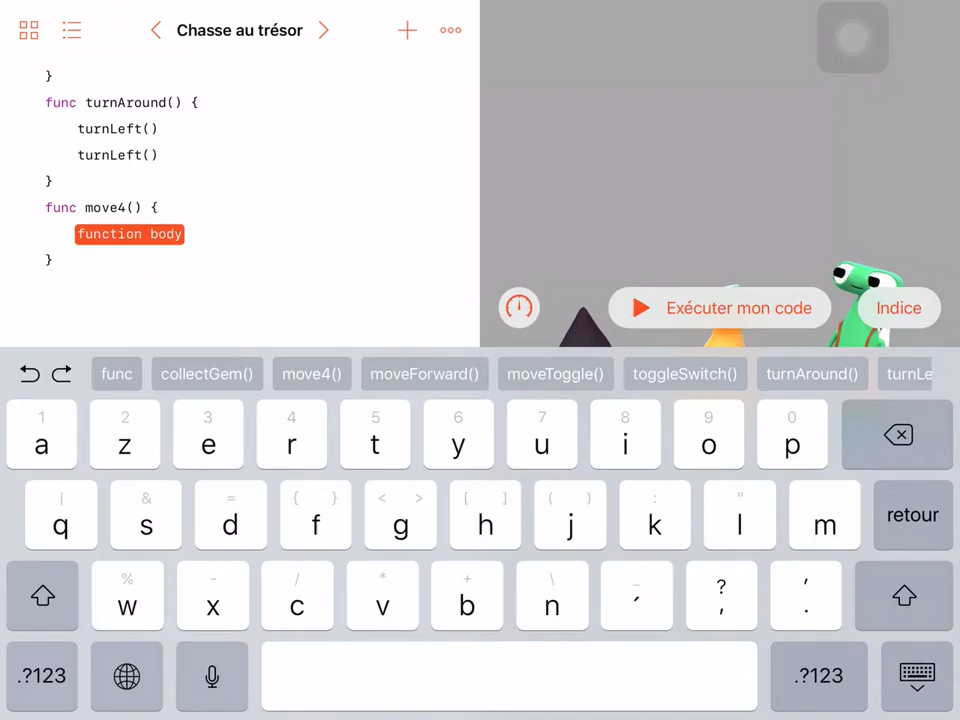 Chasse au trésor
}
func turnAround() {
turnLeft()
turnLeft()
}
func move4() {
function body
}
Exécuter mon code
Indice
func collectGem() move4() moveForward() moveToggle() toggleSwitch() turnAround() turnLe
1 2 3 4 5 6 7 8 9 0
a z e r t y u i o p
| & = { } < > [ ] ( ) : "
q s d f g h j k l m retour
% - / * + \ _ ? ,
w x c v b n ´ ' .
.?123 .?123